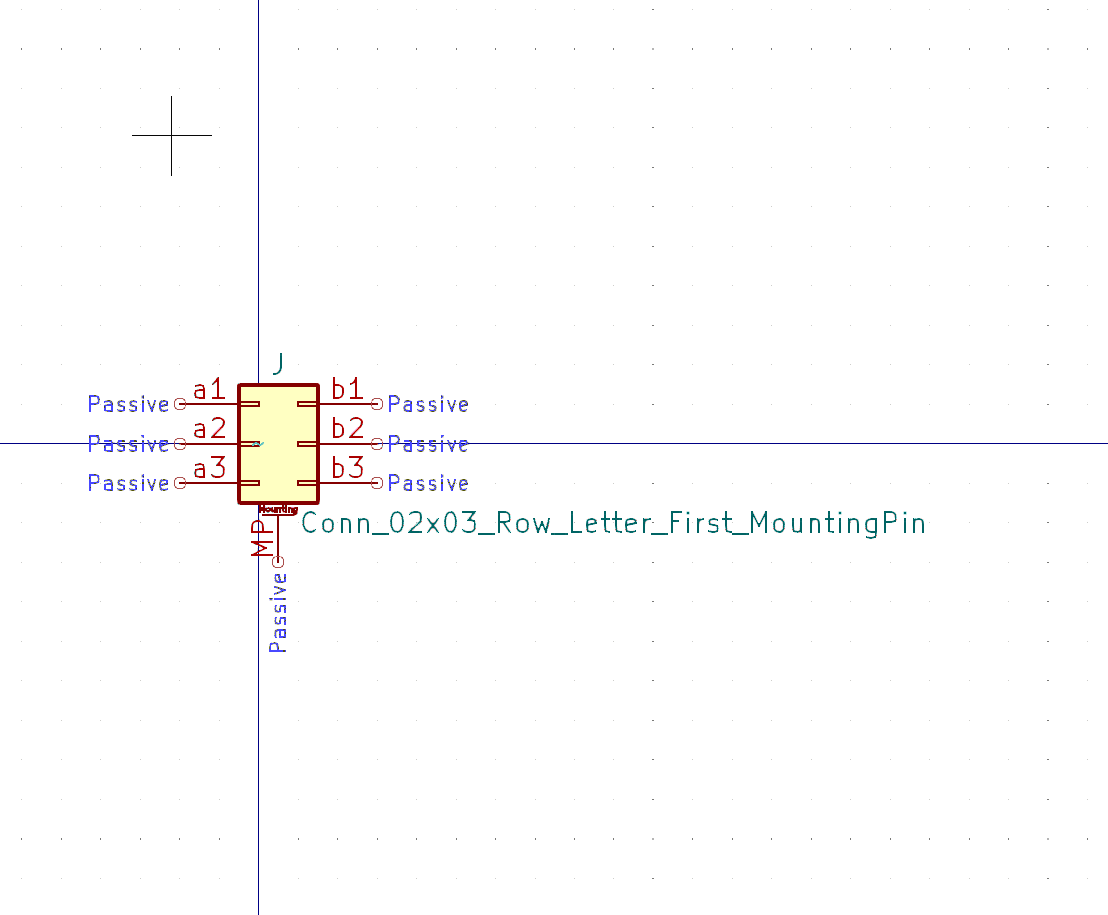 J
a1 b1
Passive Passive
a2 b2
Passive Passive
a3 b3
Passive Passive
Mounting
MP
Conn_02x03_Row_Letter_First_MountingPin
Passive